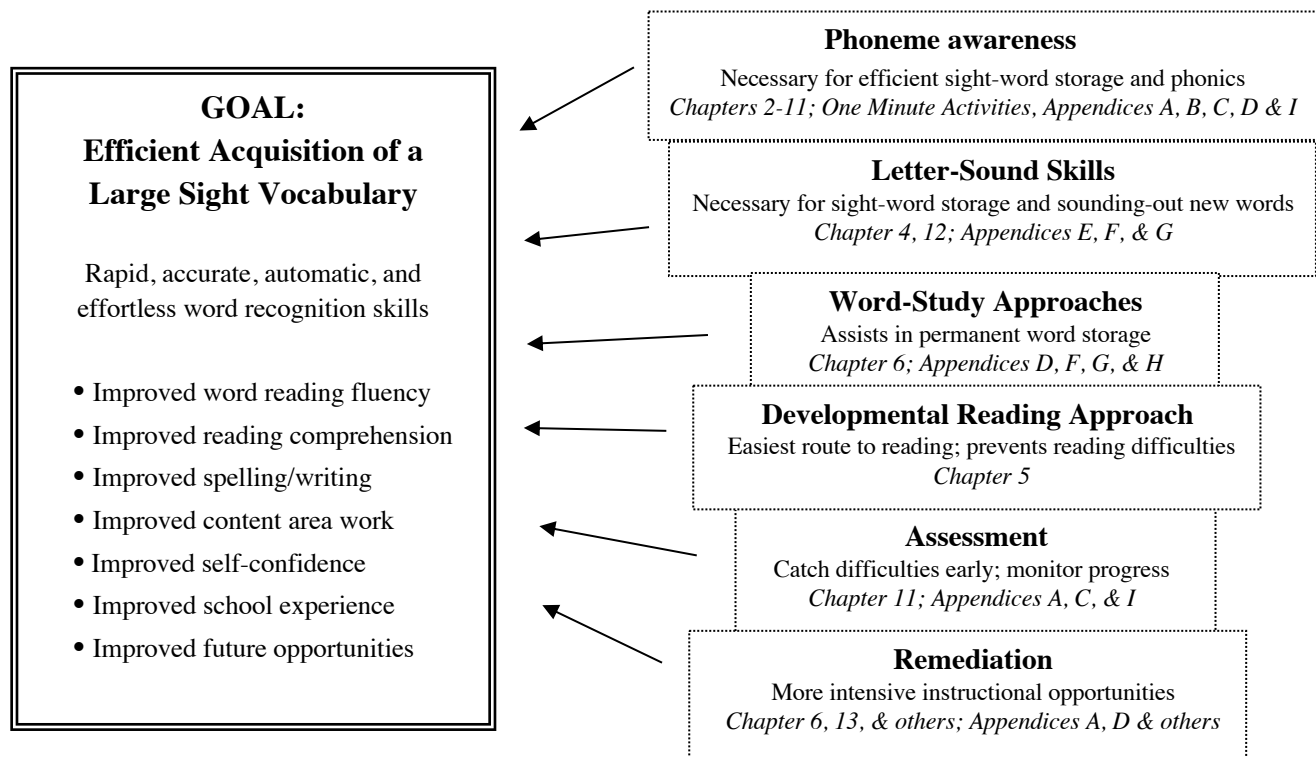 GOAL:
Efficient Acquisition of a
Large Sight Vocabulary
Rapid, accurate, automatic, and
effortless word recognition skills
• Improved word reading fluency
• Improved reading comprehension
• Improved spelling/writing
• Improved content area work
• Improved self-confidence
• Improved school experience
• Improved future opportunities
Phoneme awareness
Necessary for efficient sight-word storage and phonics
Chapters 2-11; One Minute Activities, Appendices A, B, C, D & I
Letter-Sound Skills
Necessary for sight-word storage and sounding-out new words
Chapter 4, 12; Appendices E, F, & G
Word-Study Approaches
Assists in permanent word storage
Chapter 6; Appendices D, F, G, & H
Developmental Reading Approach
Easiest route to reading; prevents reading difficulties
Chapter 5
Assessment
Catch difficulties early; monitor progress
Chapter 11; Appendices A, C, & I
Remediation
More intensive instructional opportunities
Chapter 6, 13, & others; Appendices A, D & others